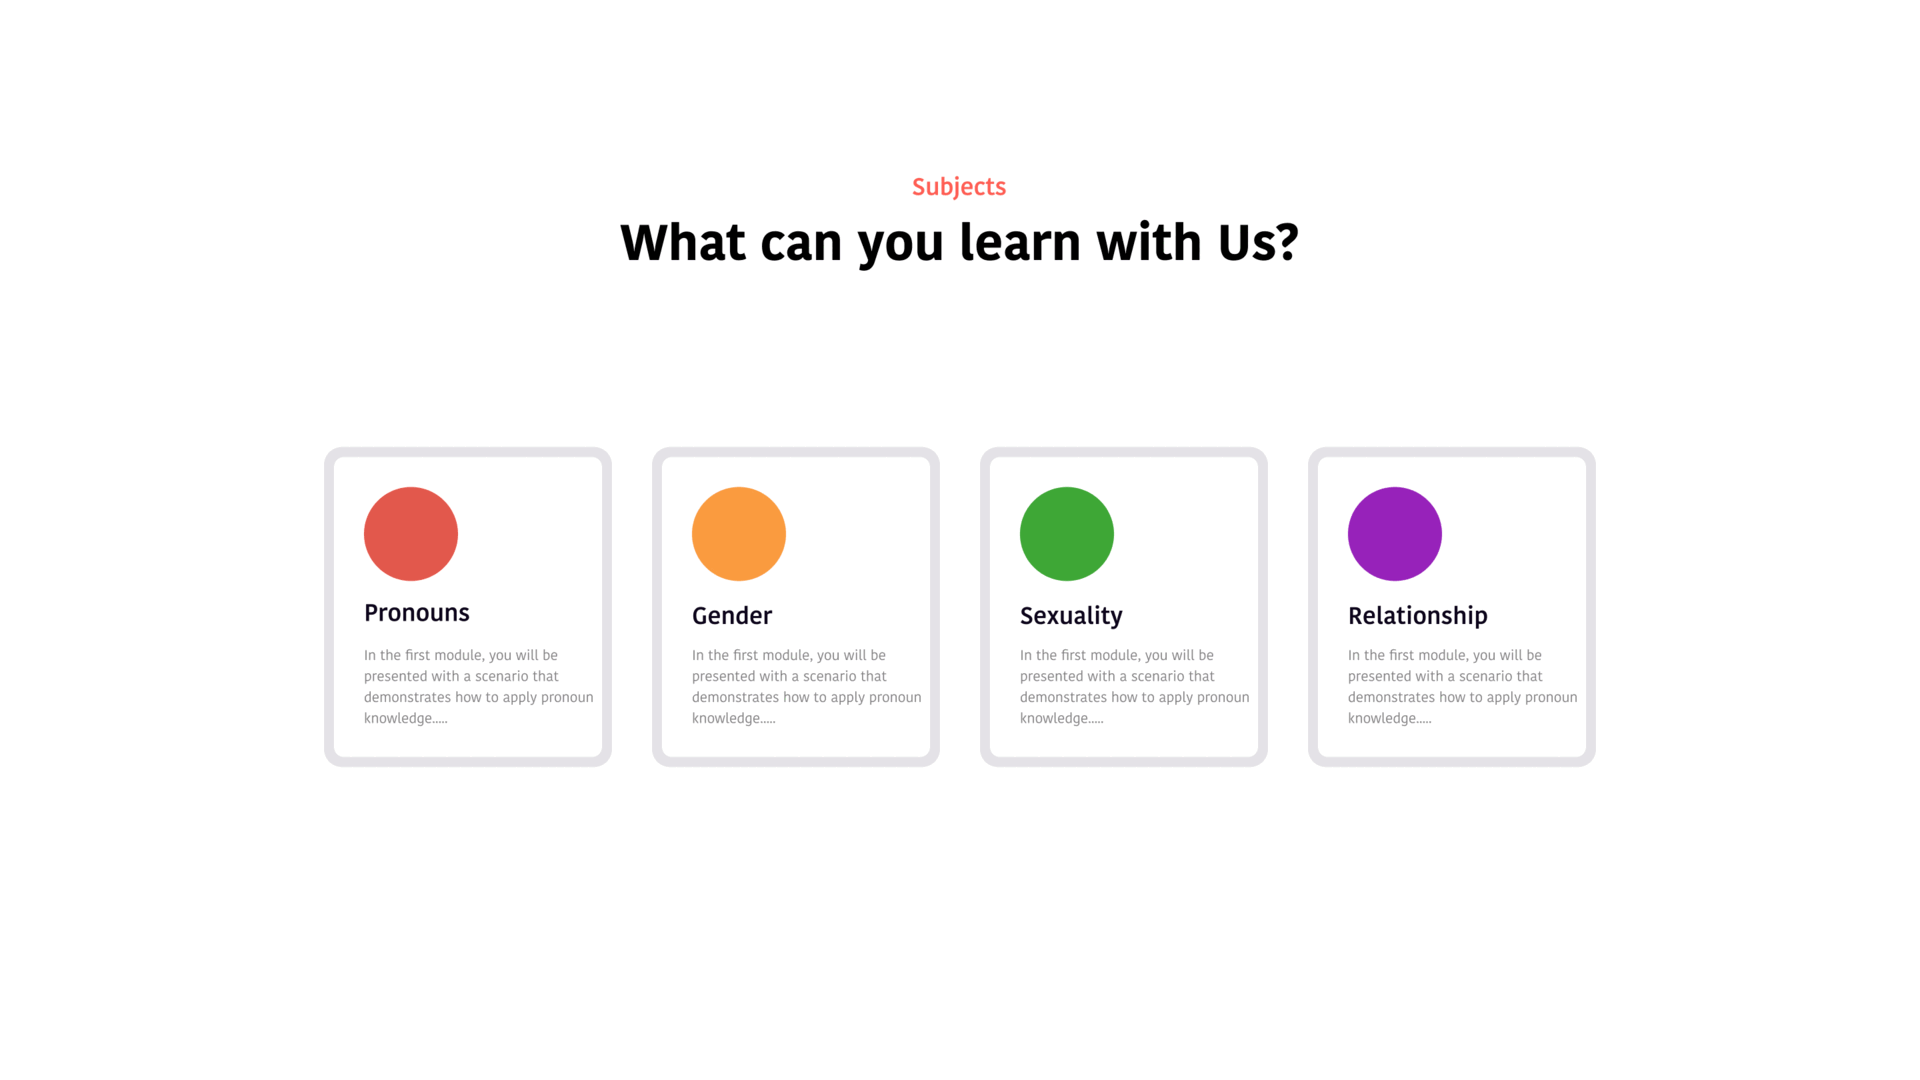 Subjects
What can you learn with Us?
Pronouns
In the first module, you will be
presented with a scenario that
demonstrates how to apply pronoun
knowledge.....
Gender
In the first module, you will be
presented with a scenario that
demonstrates how to apply pronoun
knowledge.....
Sexuality
In the first module, you will be
presented with a scenario that
demonstrates how to apply pronoun
knowledge.....
Relationship
In the first module, you will be
presented with a scenario that
demonstrates how to apply pronoun
knowledge.....